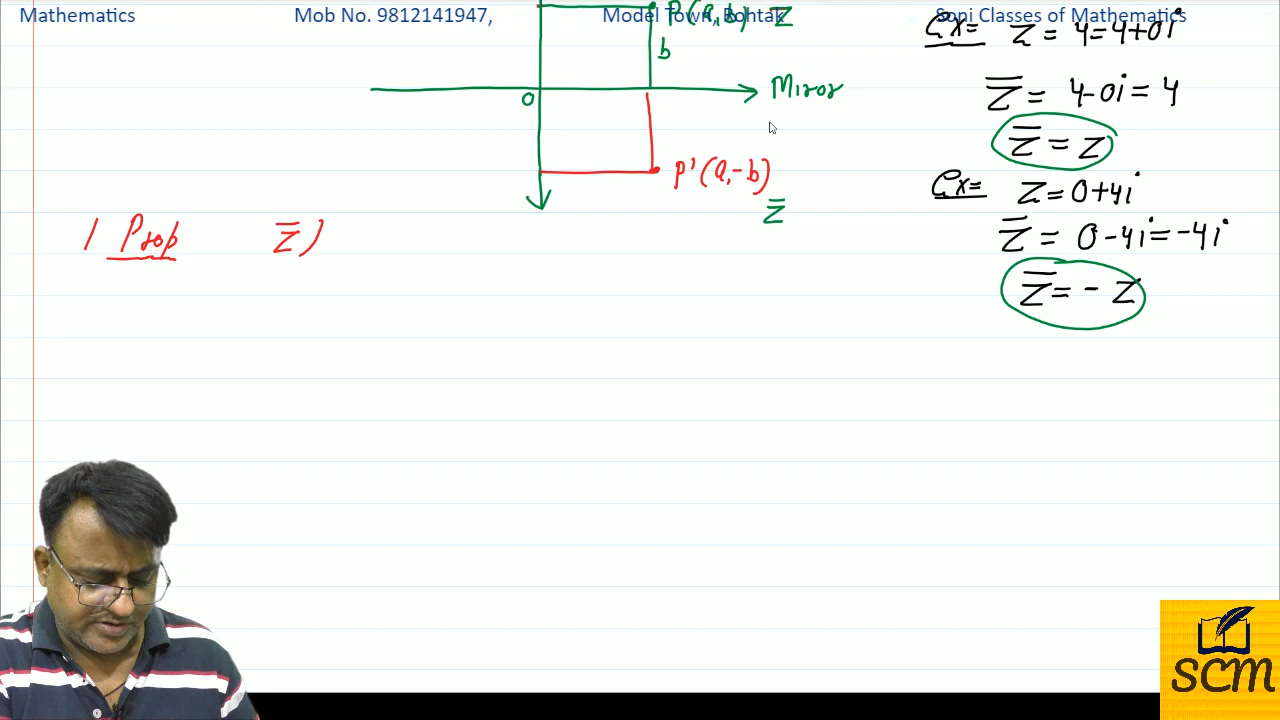 Mathematics Mob No. 9812141947, Model Town, Rohtak Soni Classes of Mathematics
P(a,b) Z
b
O Miror
P'(a,-b)
Z̅
Ex= Z = 4=4+0i
Z̅ = 4-0i = 4
Z̅ = Z
Ex= Z=0+4i
Z̅ = 0-4i=-4i
Z̅ = - Z
1 Prop Z̅)
SCM